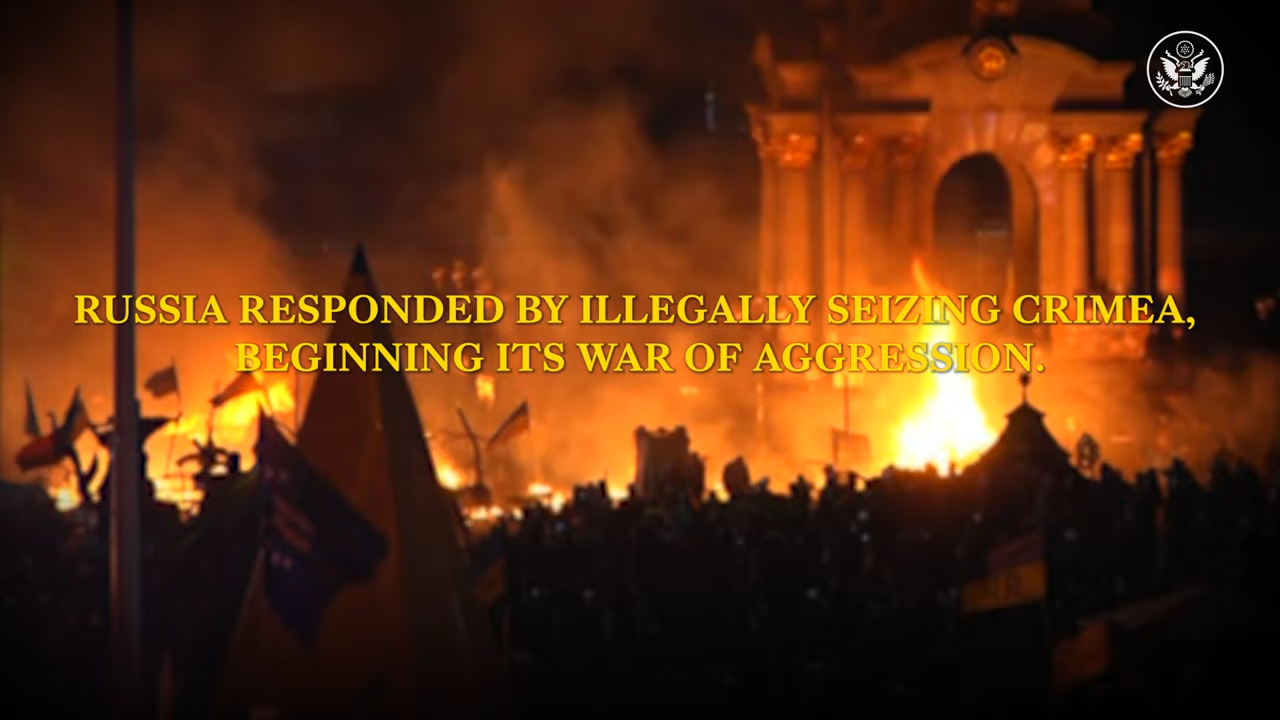 RUSSIA RESPONDED BY ILLEGALLY SEIZING CRIMEA,
BEGINNING ITS WAR OF AGGRESSION.